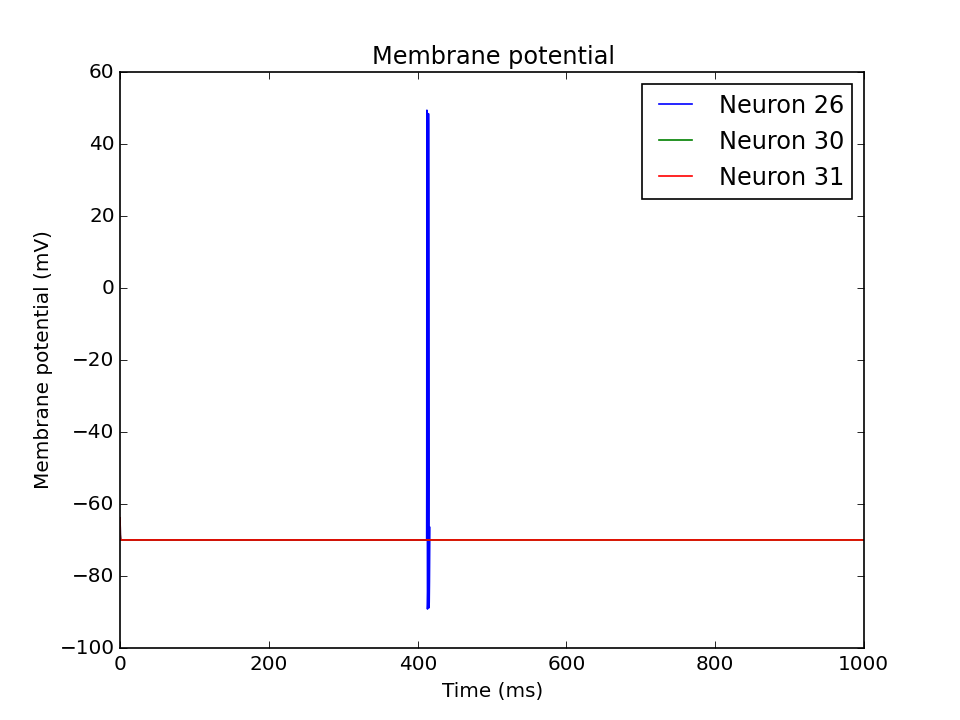 Membrane potential
60
40
20
0
−20
−40
−60
−80
−100
Membrane potential (mV)
Neuron 26
Neuron 30
Neuron 31
0 200 400 600 800 1000
Time (ms)